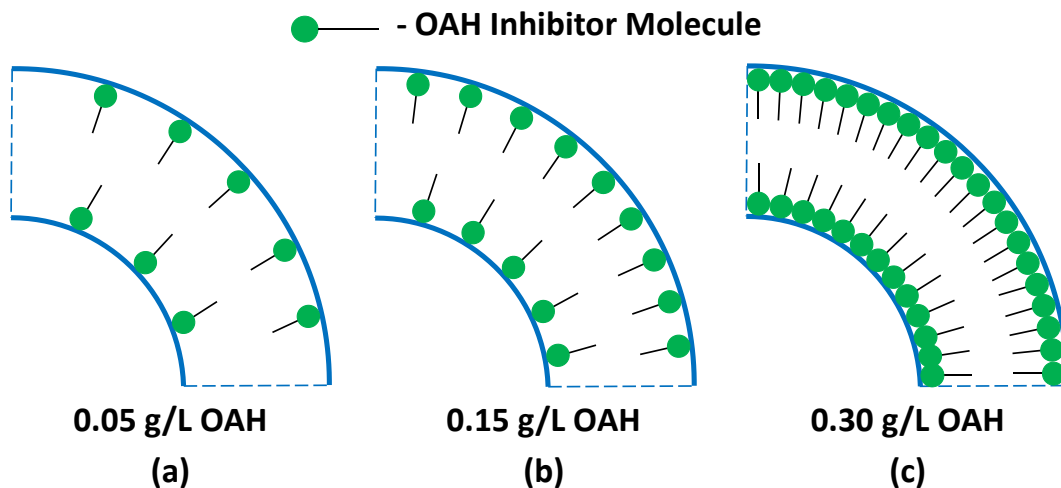 - OAH Inhibitor Molecule
0.05 g/L OAH
0.15 g/L OAH
0.30 g/L OAH
(a)
(b)
(c)